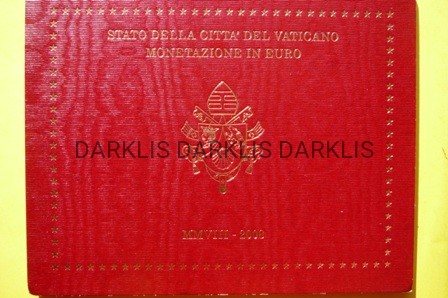 STATO DELLA CITTA' DEL VATICANO
MONETAZIONE IN EURO
DARKLIS DARKLIS DARKLIS
MMVIII - 2008